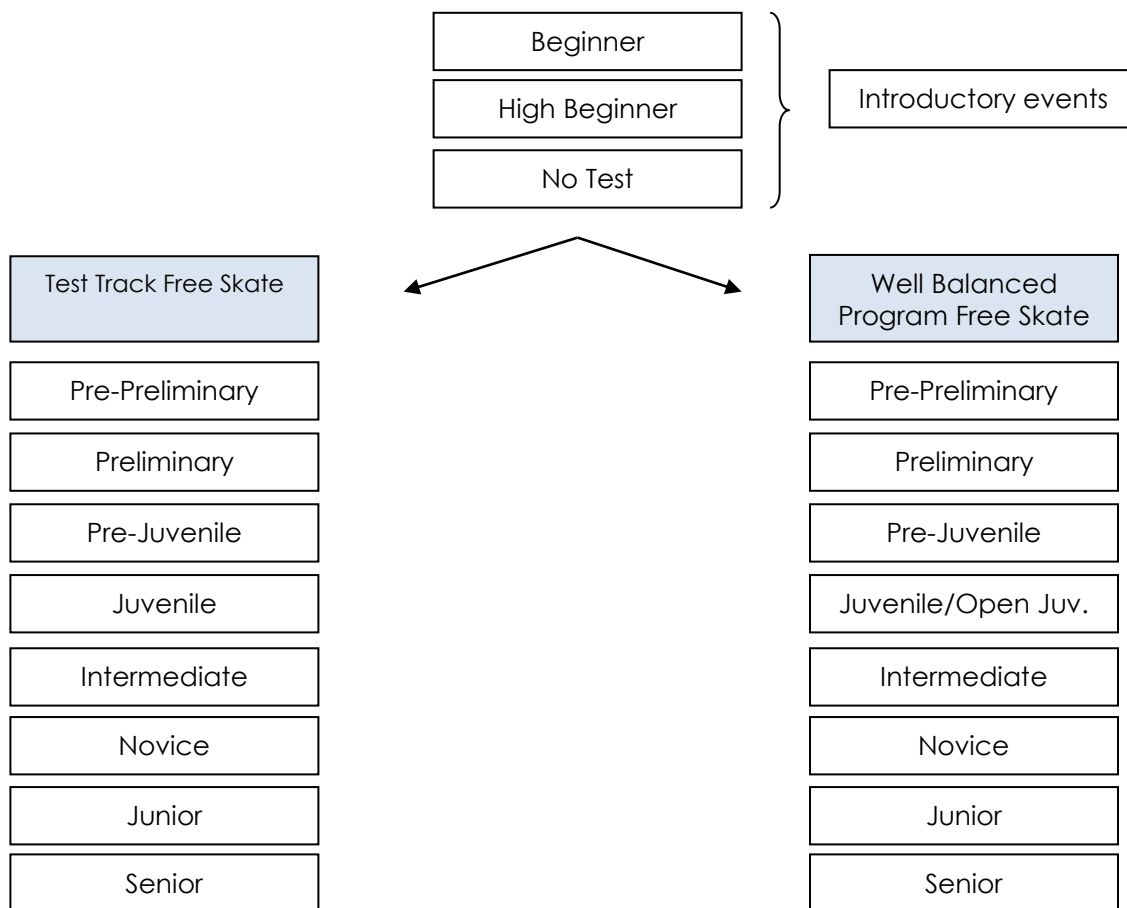 Beginner
High Beginner
No Test
Introductory events
Test Track Free Skate
Pre-Preliminary
Preliminary
Pre-Juvenile
Juvenile
Intermediate
Novice
Junior
Senior
Well Balanced
Program Free Skate
Pre-Preliminary
Preliminary
Pre-Juvenile
Juvenile/Open Juv.
Intermediate
Novice
Junior
Senior